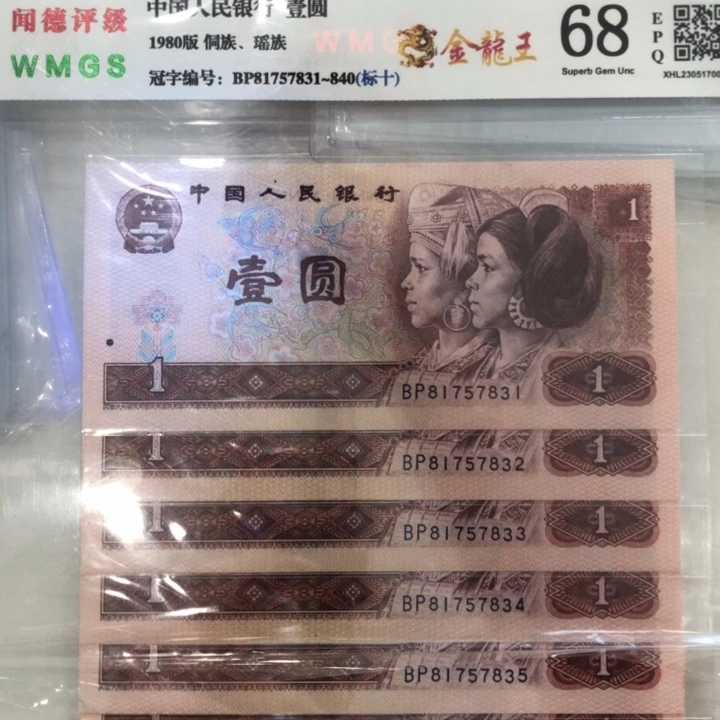 闻德评级
WMGS
中国人民银行 壹圆
1980版 侗族、瑶族
冠字编号：BP81757831~840(标十)
WMG
金龍王
68
Superb Gem Unc
EPQ
XHL23051700
中国人民银行
壹圆
1
1
BP81757831
1
1
BP81757832
1
1
BP81757833
1
1
BP81757834
1
1
BP81757835
1